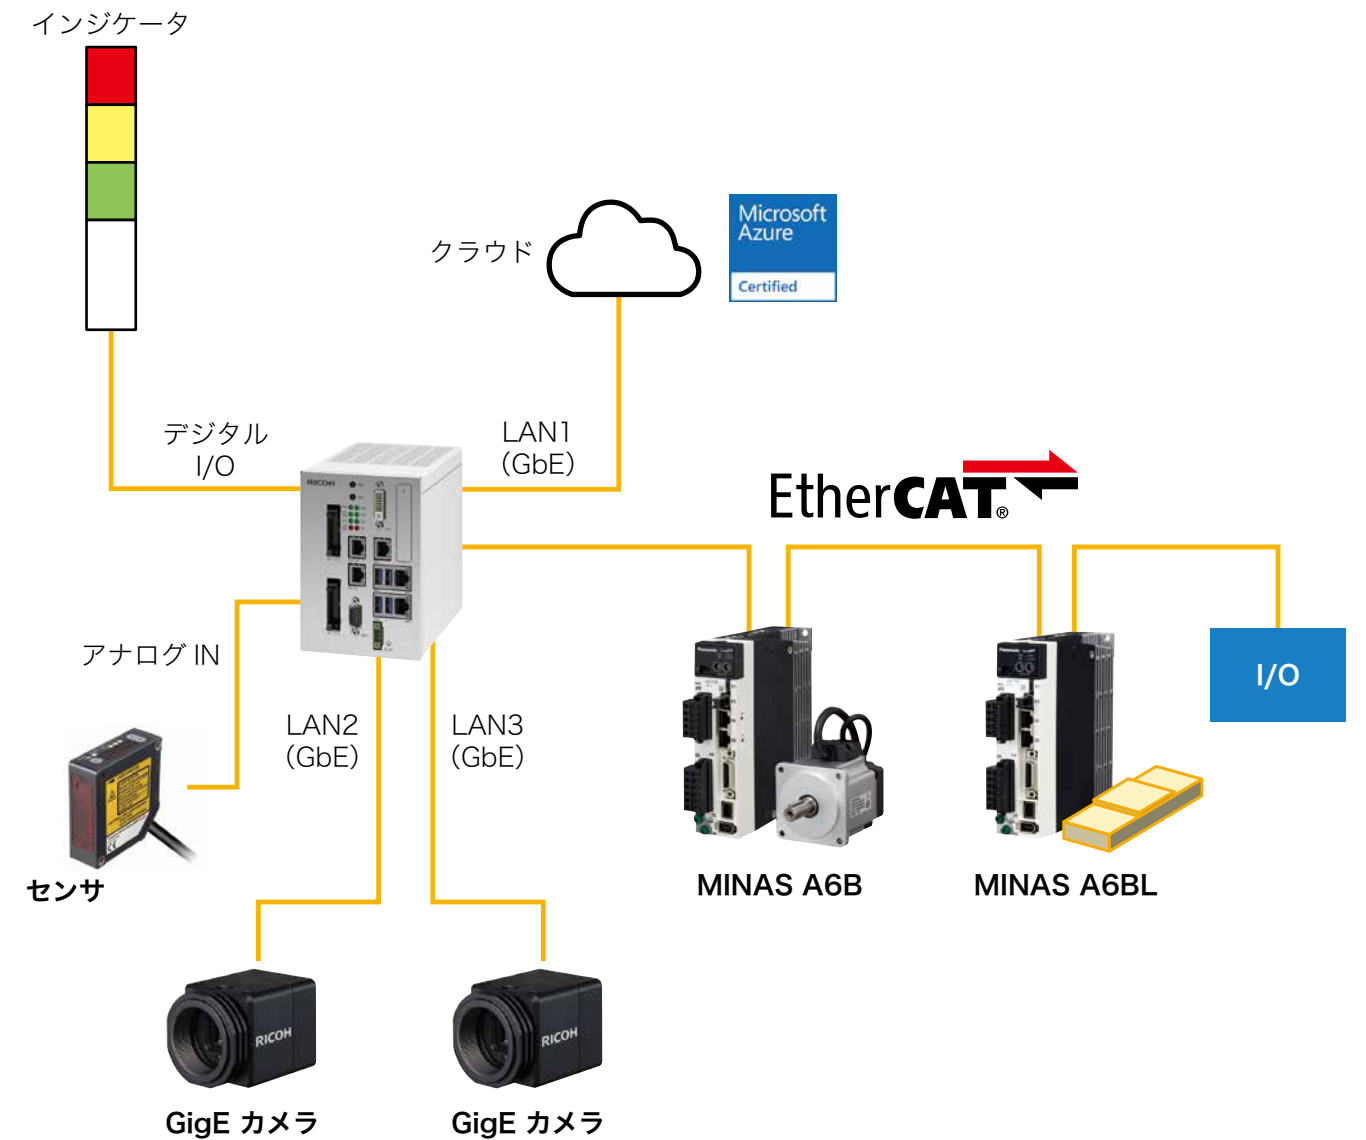 インジケータ
クラウド
Microsoft
Azure
Certified
デジタル
I/O
LAN1
(GbE)
EtherCAT®
RICOH
アナログ IN
I/O
LAN2
(GbE)
LAN3
(GbE)
センサ
MINAS A6B
MINAS A6BL
RICOH
RICOH
GigE カメラ
GigE カメラ